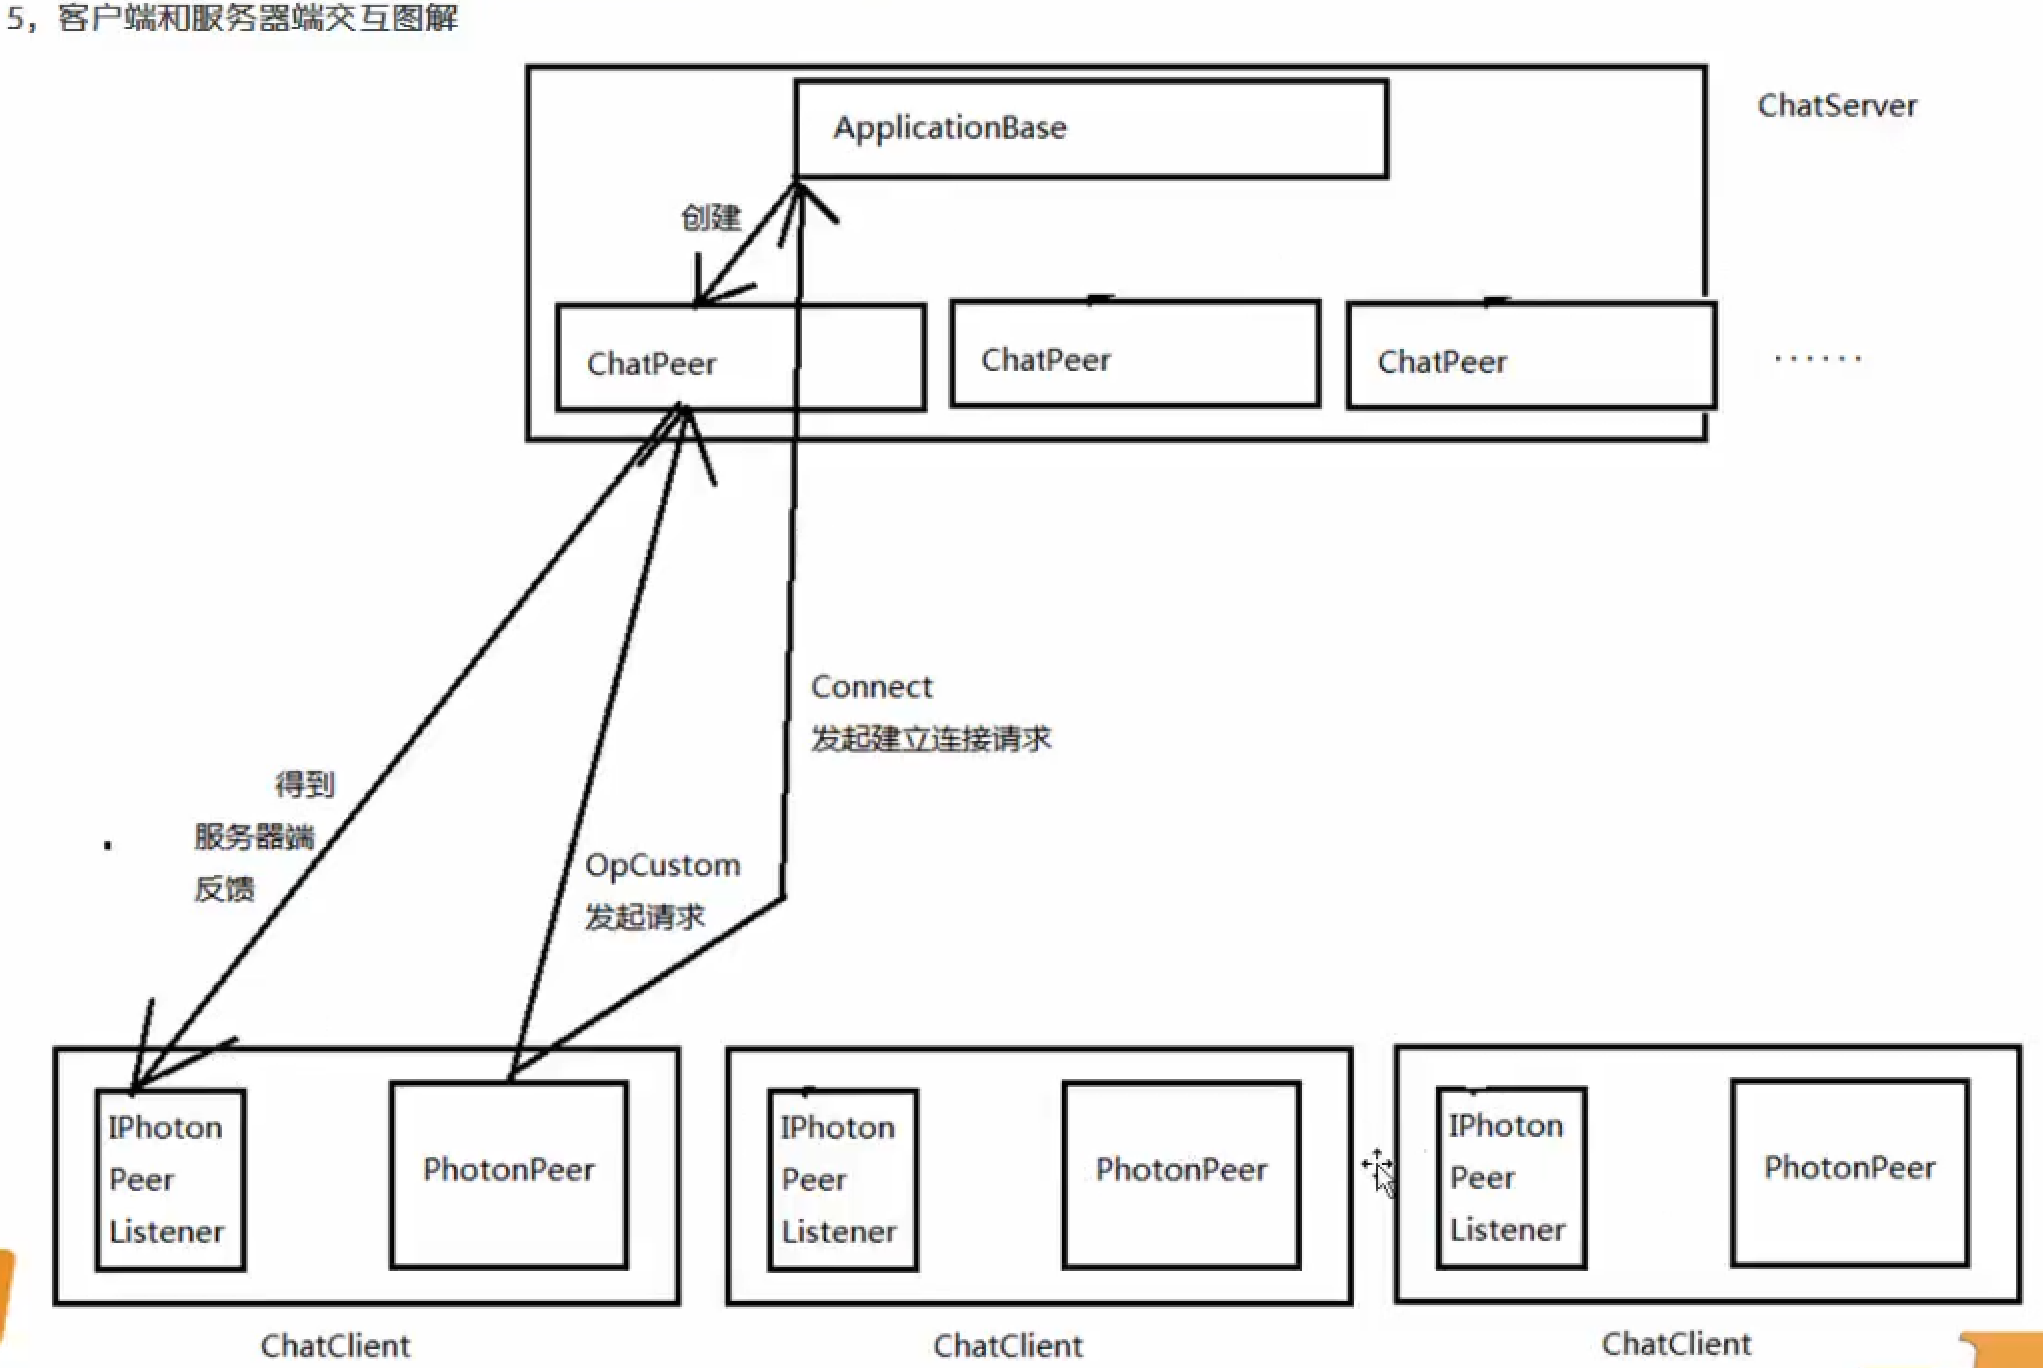 5，客户端和服务器端交互图解
ApplicationBase
ChatServer
创建
ChatPeer
ChatPeer
ChatPeer
······
Connect
发起建立连接请求
得到
服务器端
反馈
OpCustom
发起请求
IPhoton
Peer
Listener
PhotonPeer
IPhoton
Peer
Listener
PhotonPeer
IPhoton
Peer
Listener
PhotonPeer
ChatClient
ChatClient
ChatClient